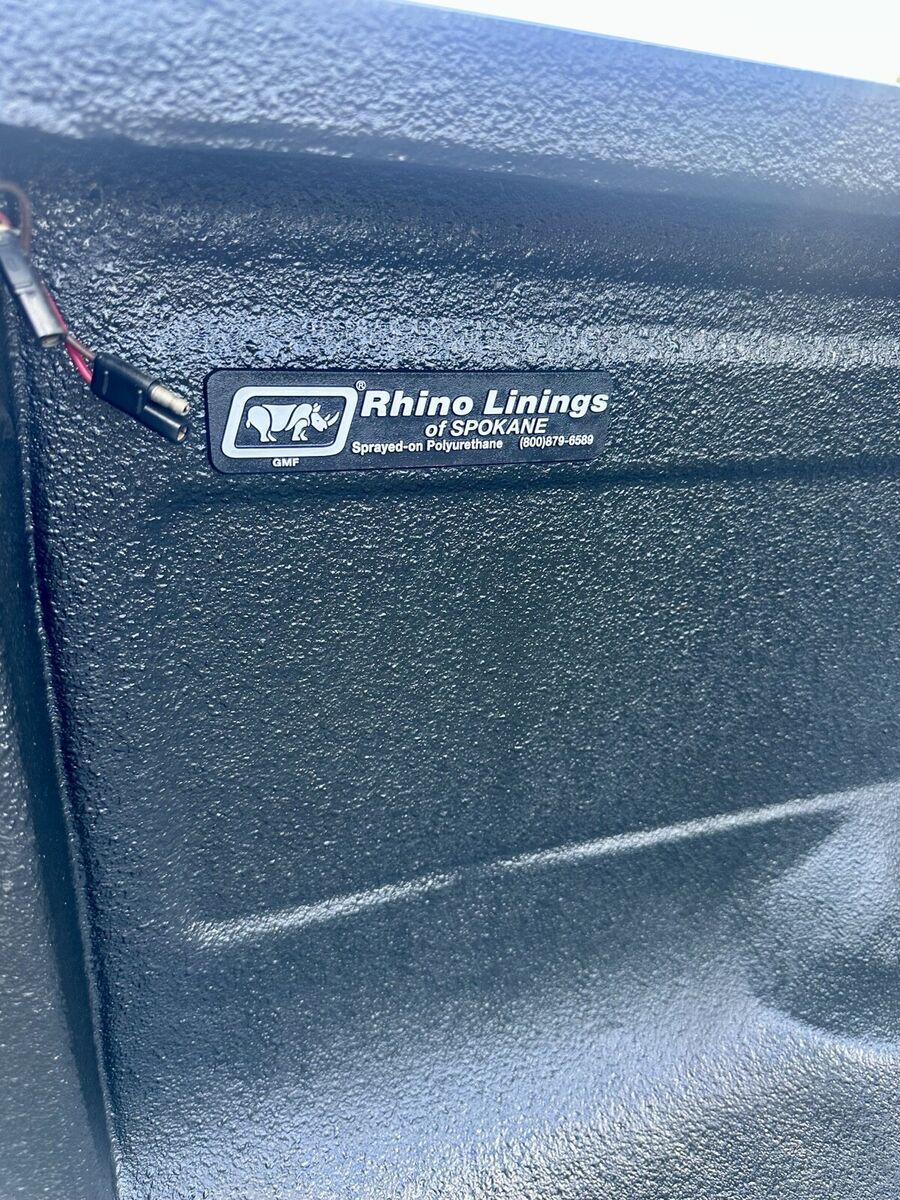 ®
Rhino Linings
of SPOKANE
Sprayed-on Polyurethane (800)879-6589
GMF